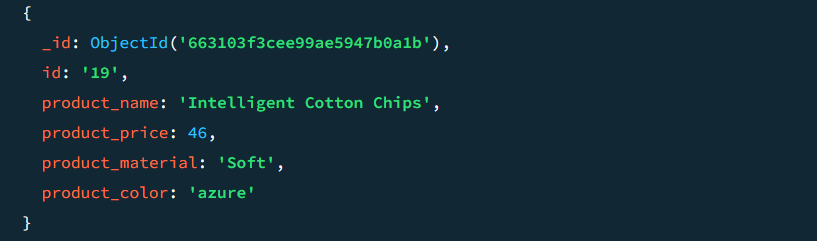 {
_id: ObjectId('663103f3cee99ae5947b0a1b'),
id: '19',
product_name: 'Intelligent Cotton Chips',
product_price: 46,
product_material: 'Soft',
product_color: 'azure'
}